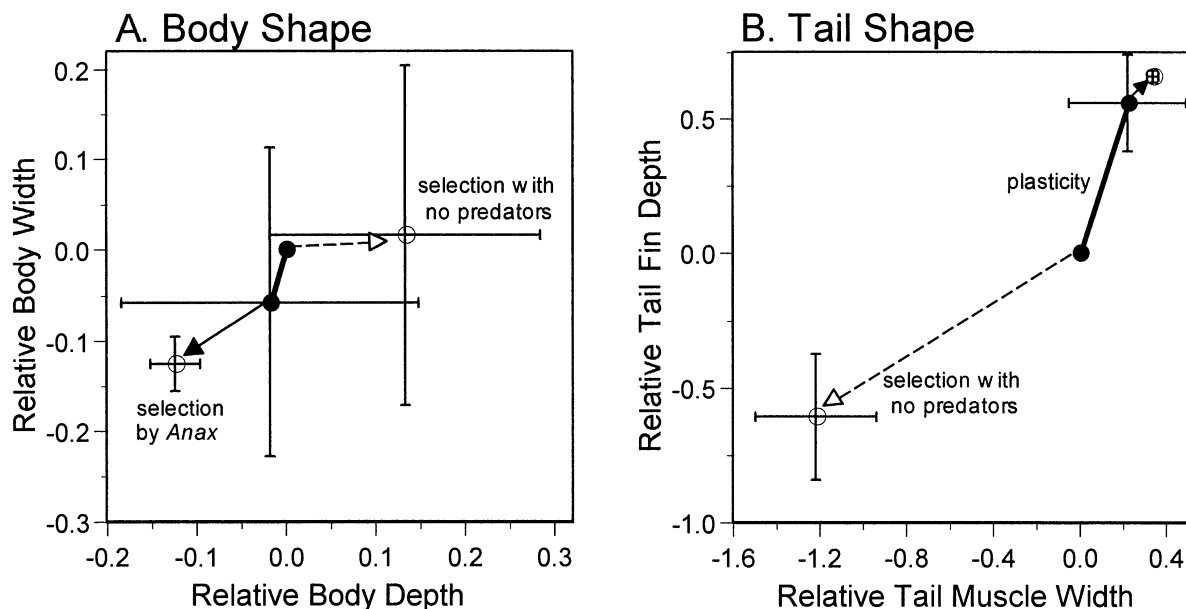 A. Body Shape
0.2
0.1
0.0
-0.1
-0.2
-0.3
Relative Body Width
selection with
no predators
selection
by Anax
-0.2
-0.1
0.0
0.1
0.2
0.3
Relative Body Depth
B. Tail Shape
0.5
0.0
-0.5
-1.0
Relative Tail Fin Depth
plasticity
selection with
no predators
-1.6
-1.2
-0.8
-0.4
0.0
0.4
Relative Tail Muscle Width